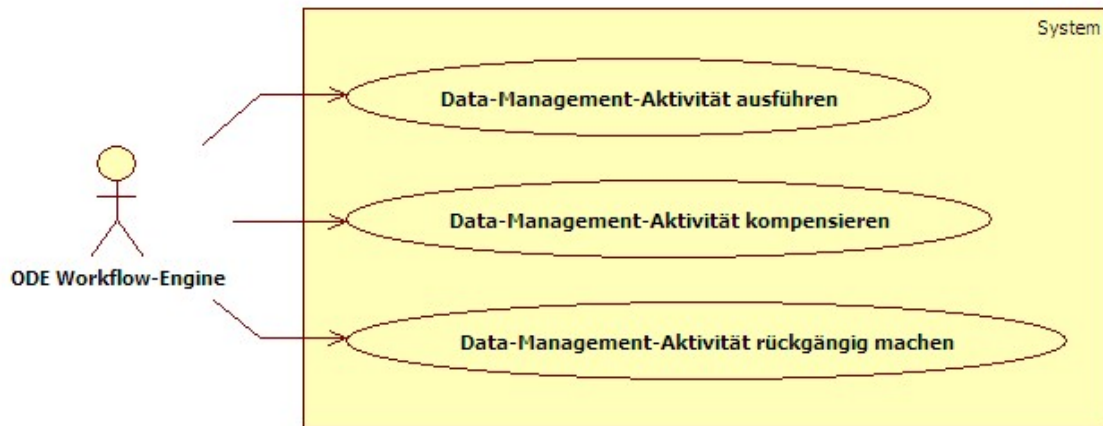 System
Data-Management-Aktivität ausführen
Data-Management-Aktivität kompensieren
ODE Workflow-Engine
Data-Management-Aktivität rückgängig machen